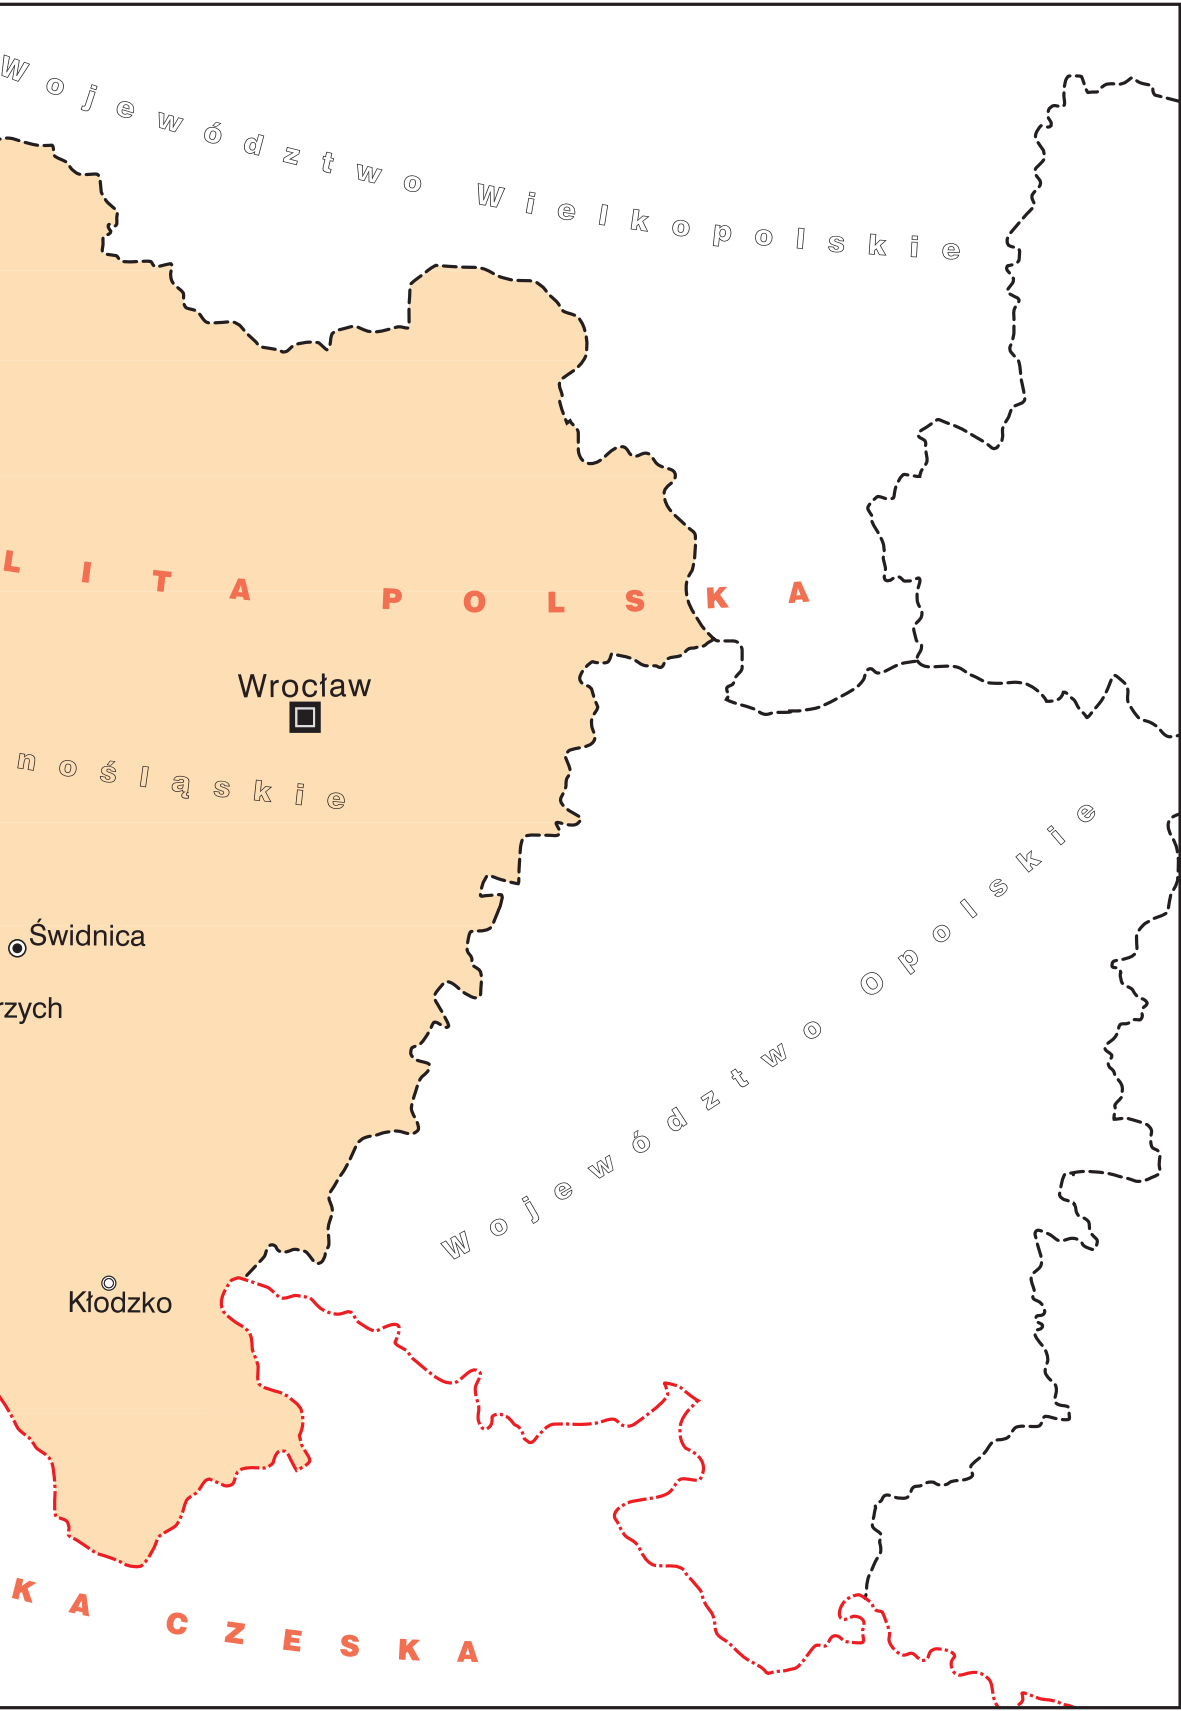 Województwo Wielkopolskie
LITA POLSKA
Wrocław
nośląskie
Województwo Opolskie
Świdnica
rzych
Kłodzko
KA CZESKA